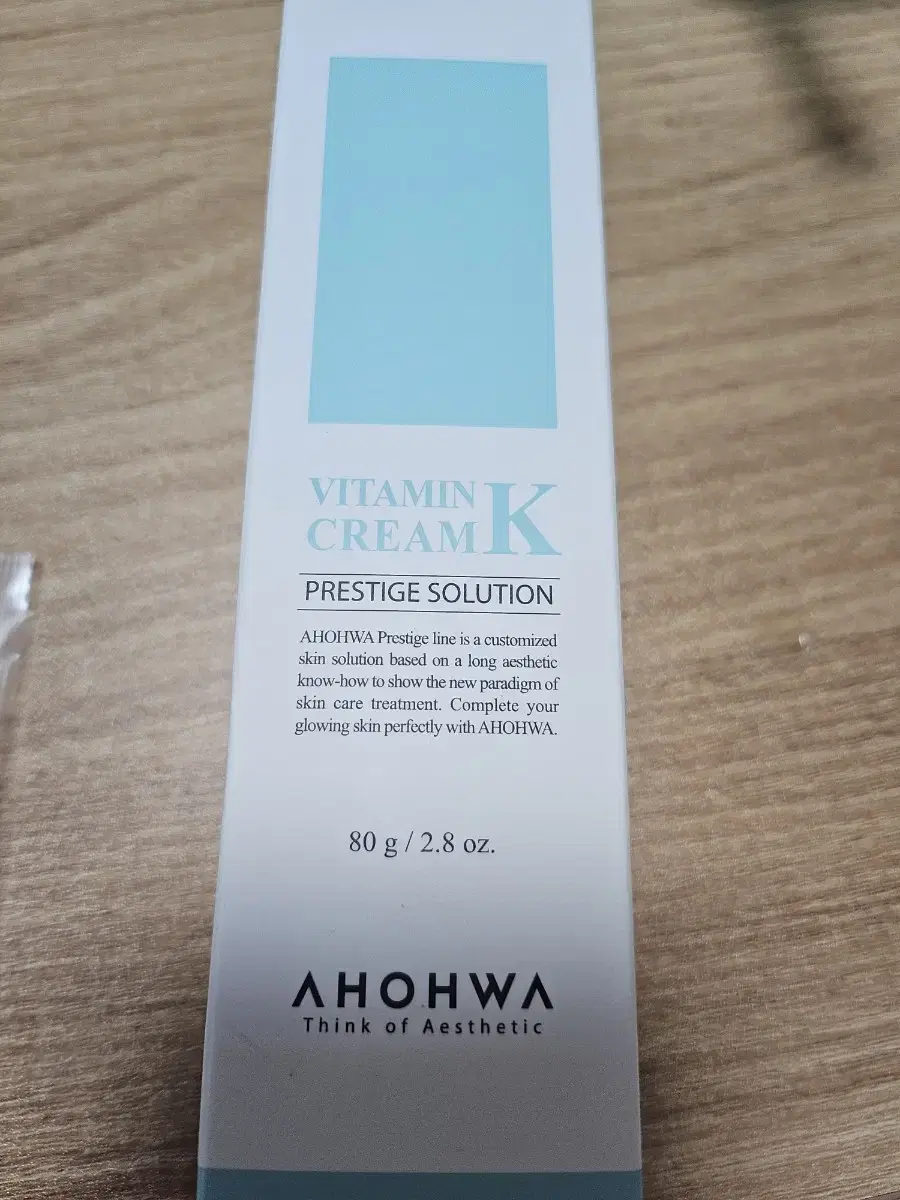 VITAMIN
CREAM K
PRESTIGE SOLUTION
AHOHWA Prestige line is a customized
skin solution based on a long aesthetic
know-how to show the new paradigm of
skin care treatment. Complete your
glowing skin perfectly with AHOHWA.
80 g / 2.8 oz.
AHOHWA
Think of Aesthetic